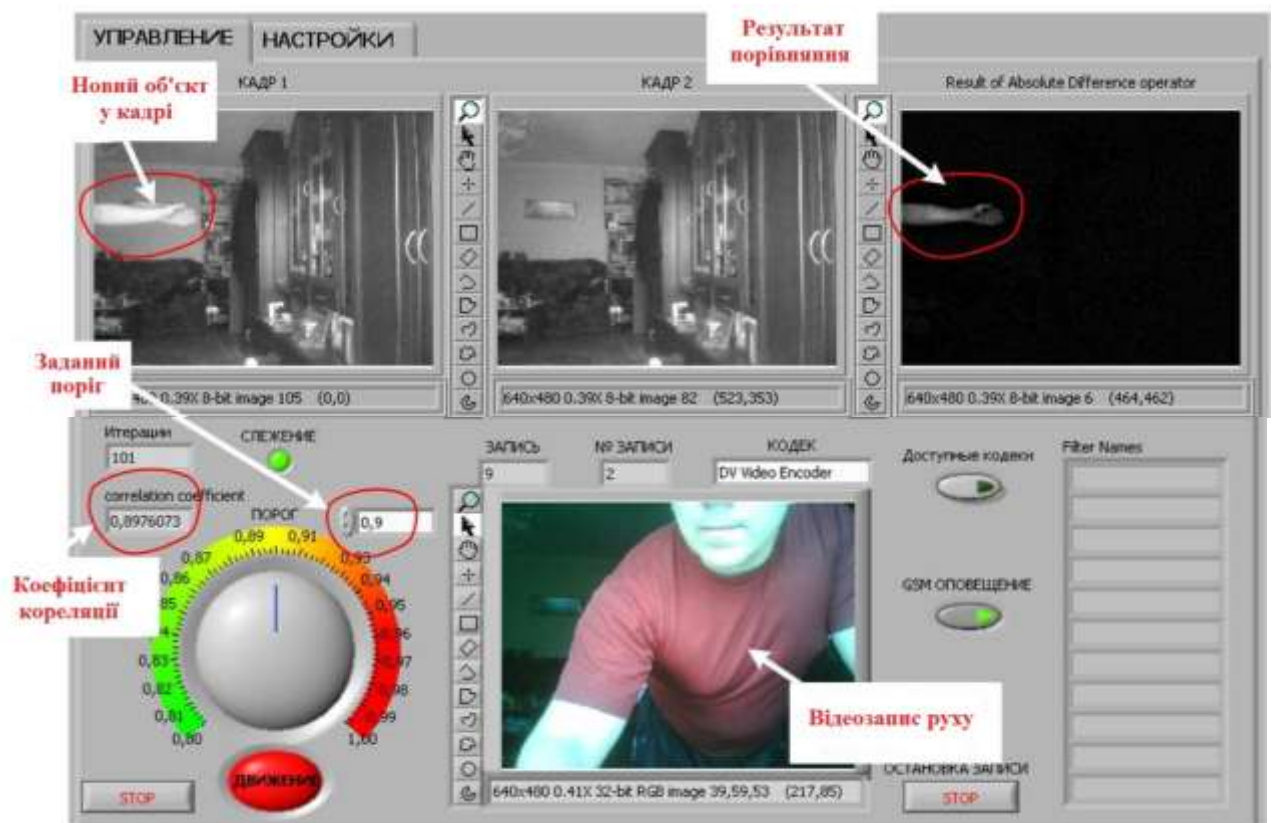 УПРАВЛЕНИЕ НАСТРОЙКИ
Результат
порівняння
Новий об'єкт
у кадрі
КАДР 1
КАДР 2
Result of Absolute Difference operator
Заданий
поріг
480 0.39X 8-bit image 105 (0,0)
640x480 0.39X 8-bit image 82 (523,353)
640x480 0.39X 8-bit image 6 (464,462)
Итерации
101
СЛЕЖЕНИЕ
ЗАПИСЬ
9
№ ЗАПИСИ
2
КОДЕК
DV Video Encoder
Доступные кодеки
Filter Names
correlation coefficient
0,8976073
ПОРОГ
0,9
0,80
0,81
0,82
0,83
4
85
0,86
0,87
0,89
0,91
0,93
0,94
0,95
0,96
0,97
0,98
0,99
1,00
Коефіцієнт
кореляції
GSM ОПОВЕЩЕНИЕ
Відеозапис руху
ДВИЖЕНИЕ
STOP
640x480 0.41X 32-bit RGB image 39,59,53 (217,85)
ОСТАНОВКА ЗАПИСИ
STOP